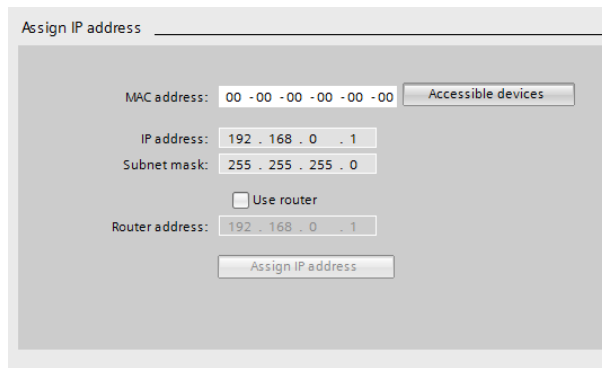 Assign IP address
MAC address: 00 -00 -00 -00 -00 -00 Accessible devices
IP address: 192 . 168 . 0 . 1
Subnet mask: 255 . 255 . 255 . 0
Use router
Router address: 192 . 168 . 0 . 1
Assign IP address